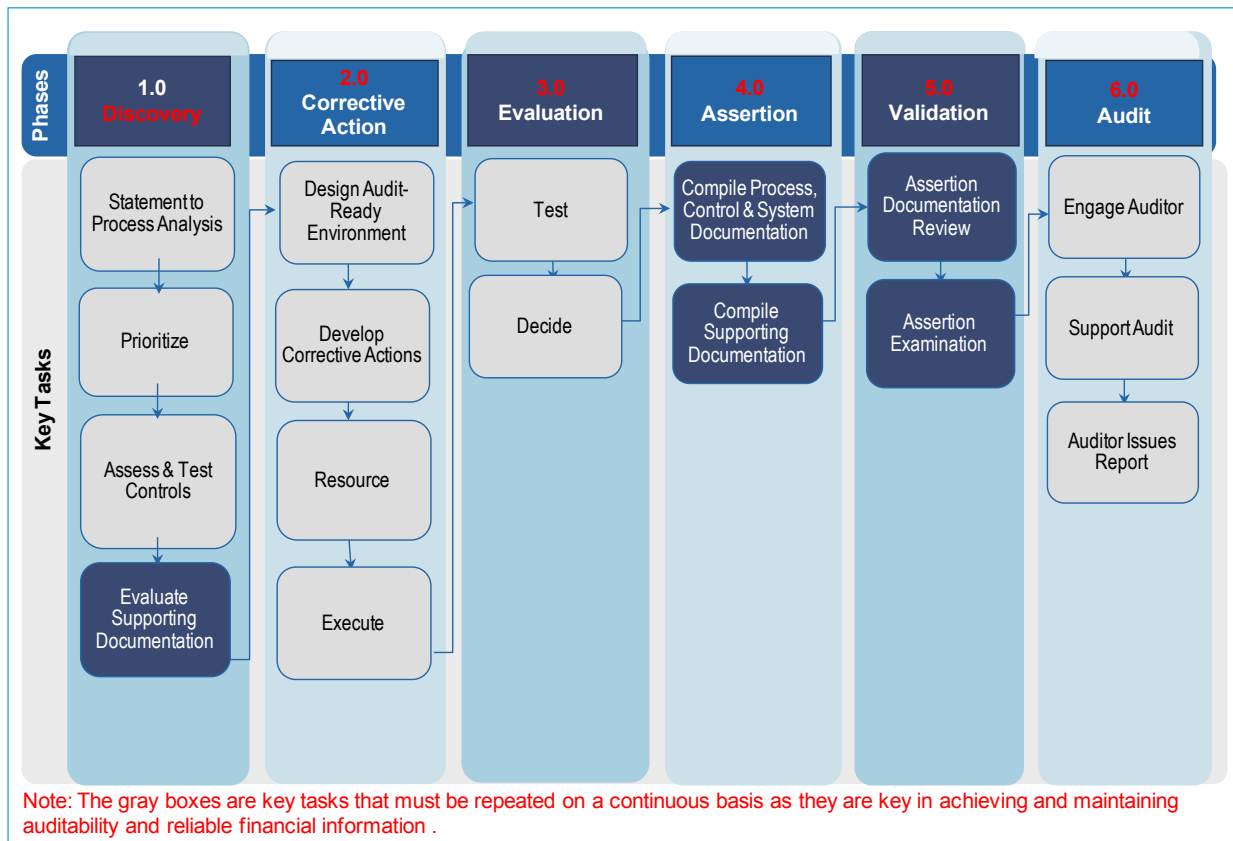 Phases
1.0
Discovery
2.0
Corrective
Action
3.0
Evaluation
4.0
Assertion
5.0
Validation
6.0
Audit
Key Tasks
Statement to
Process Analysis
Prioritize
Assess & Test
Controls
Evaluate
Supporting
Documentation
Design Audit-
Ready
Environment
Develop
Corrective Actions
Resource
Execute
Test
Decide
Compile Process,
Control & System
Documentation
Compile
Supporting
Documentation
Assertion
Documentation
Review
Assertion
Examination
Engage Auditor
Support Audit
Auditor Issues
Report
Note: The gray boxes are key tasks that must be repeated on a continuous basis as they are key in achieving and maintaining
auditability and reliable financial information .